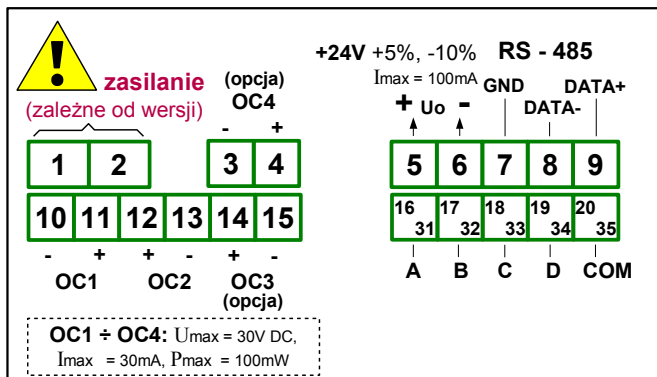 +24V +5%, -10% RS - 485
! zasilanie (opcja) Imax = 100mA GND DATA+
(zależne od wersji) OC4 + Uo - DATA-
- +
1 2 3 4 5 6 7 8 9
10 11 12 13 14 15 16 31 17 32 18 33 19 34 20 35
- + + - + - A B C D COM
OC1 OC2 OC3
(opcja)
OC1 ÷ OC4: Umax = 30V DC,
Imax = 30mA, Pmax = 100mW